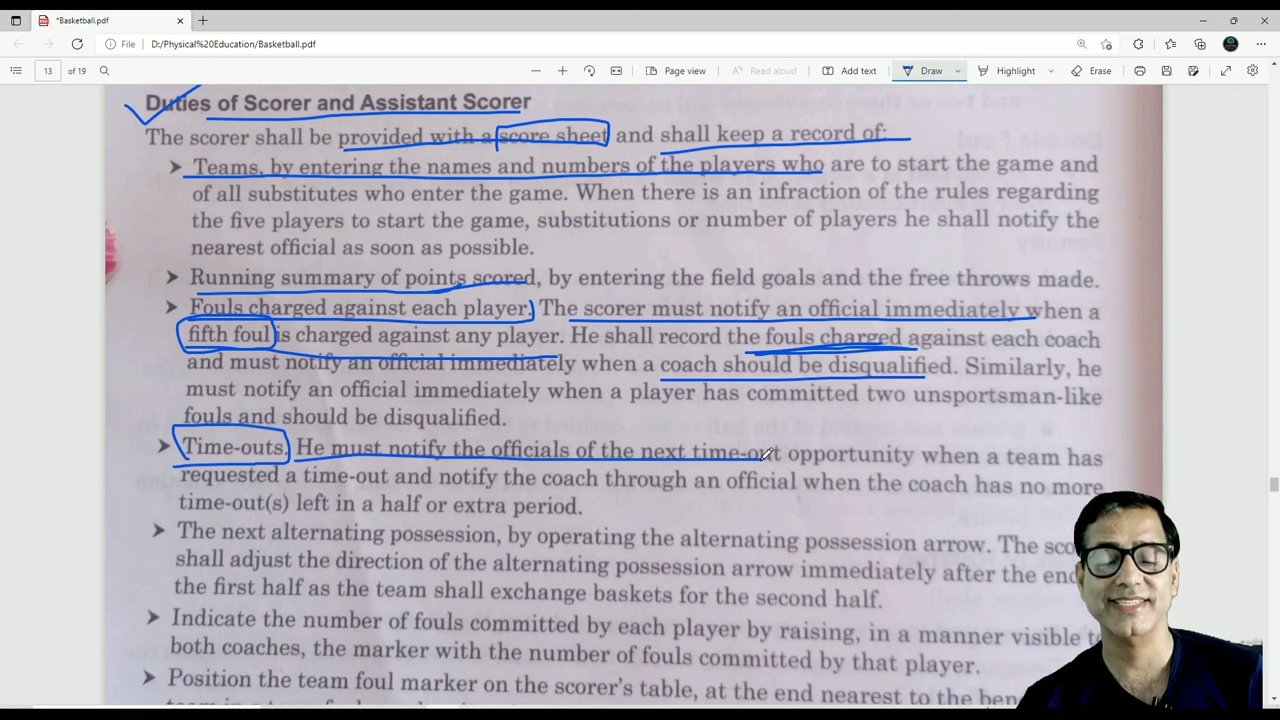 *Basketball.pdf
File D:/Physical%20Education/Basketball.pdf
13 of 19 Page view Read aloud Add text Draw Highlight Erase
Duties of Scorer and Assistant Scorer
The scorer shall be provided with a score sheet and shall keep a record of:
➤ Teams, by entering the names and numbers of the players who are to start the game and
of all substitutes who enter the game. When there is an infraction of the rules regarding
the five players to start the game, substitutions or number of players he shall notify the
nearest official as soon as possible.
➤ Running summary of points scored, by entering the field goals and the free throws made.
➤ Fouls charged against each player. The scorer must notify an official immediately when a
fifth foul is charged against any player. He shall record the fouls charged against each coach
and must notify an official immediately when a coach should be disqualified. Similarly, he
must notify an official immediately when a player has committed two unsportsman-like
fouls and should be disqualified.
➤ Time-outs. He must notify the officials of the next time-out opportunity when a team has
requested a time-out and notify the coach through an official when the coach has no more
time-out(s) left in a half or extra period.
➤ The next alternating possession, by operating the alternating possession arrow. The
shall adjust the direction of the alternating possession arrow immediately after the end
the first half as the team shall exchange baskets for the second half.
➤ Indicate the number of fouls committed by each player by raising, in a manner visible to
both coaches, the marker with the number of fouls committed by that player.
➤ Position the team foul marker on the scorer's table, at the end nearest to the